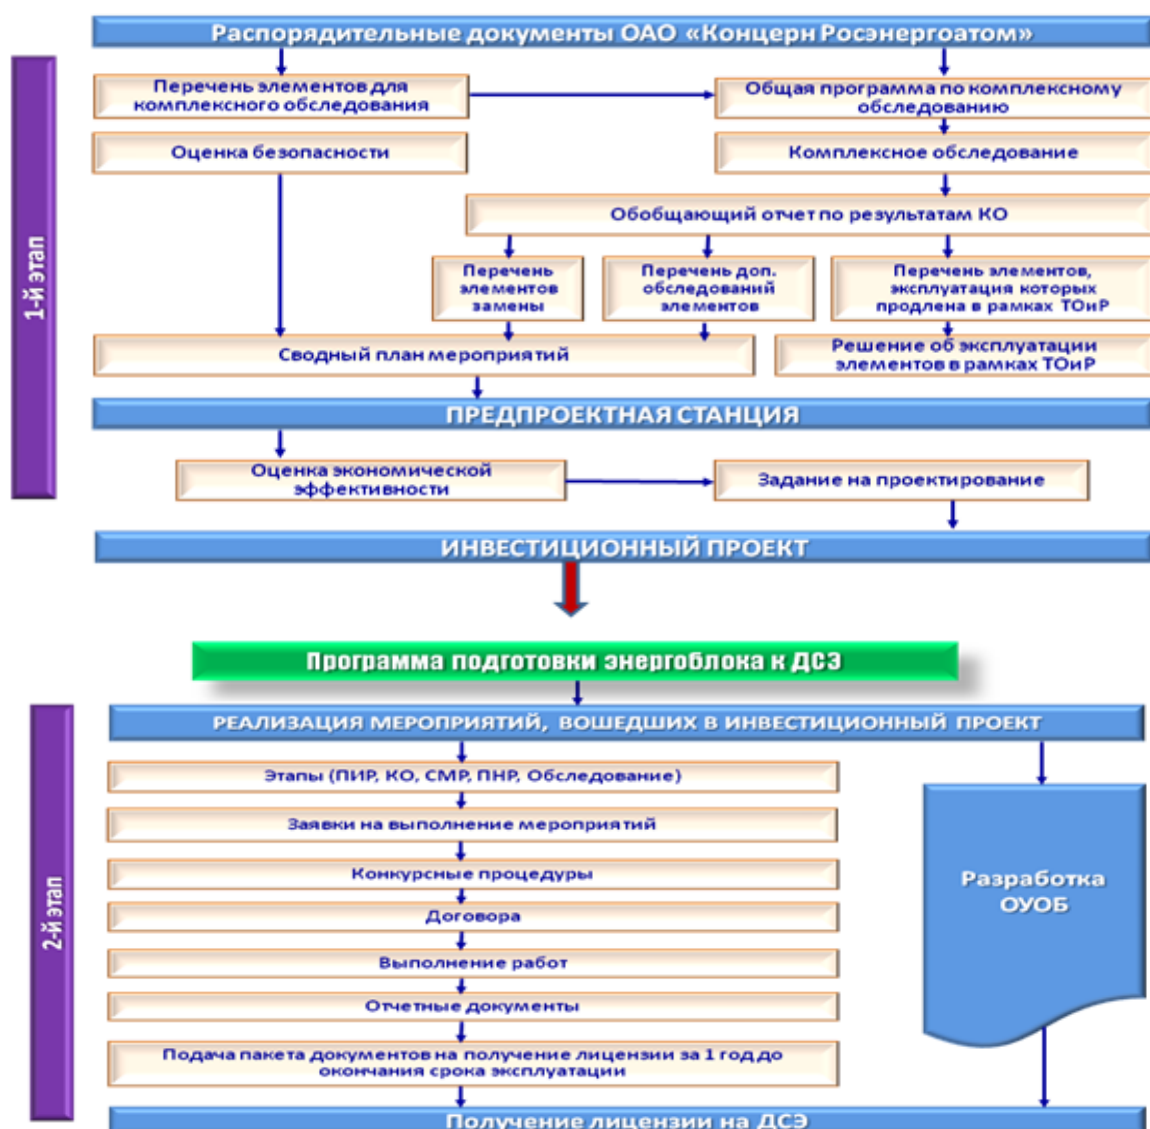 Распорядительные документы ОАО «Концерн Росэнергоатом»
1-й этап
Перечень элементов для
комплексного обследования
Общая программа по комплексному
обследованию
Оценка безопасности
Комплексное обследование
Обобщающий отчет по результатам КО
Перечень
элементов
замены
Перечень доп.
обследований
элементов
Перечень элементов,
эксплуатация которых
продлена в рамках ТОиР
Сводный план мероприятий
Решение об эксплуатации
элементов в рамках ТОиР
ПРЕДПРОЕКТНАЯ СТАНЦИЯ
Оценка экономической
эффективности
Задание на проектирование
ИНВЕСТИЦИОННЫЙ ПРОЕКТ
Программа подготовки энергоблока к ДСЭ
2-й этап
РЕАЛИЗАЦИЯ МЕРОПРИЯТИЙ, ВОШЕДШИХ В ИНВЕСТИЦИОННЫЙ ПРОЕКТ
Этапы (ПИР, КО, СМР, ПНР, Обследование)
Заявки на выполнение мероприятий
Конкурсные процедуры
Договора
Выполнение работ
Отчетные документы
Подача пакета документов на получение лицензии за 1 год до
окончания срока эксплуатации
Разработка
ОУОБ
Получение лицензии на ДСЭ